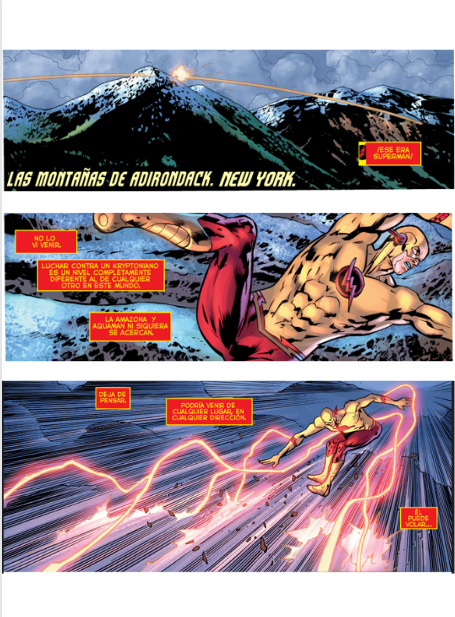 ¡ESE ERA
SUPERMAN!
LAS MONTAÑAS DE ADIRONDACK. NEW YORK.
NO LO
VI VENIR.
LUCHAR CONTRA UN KRYPTONIANO
ES UN NIVEL COMPLETAMENTE
DIFERENTE AL DE CUALQUIER
OTRO EN ESTE MUNDO.
LA AMAZONA Y
AQUAMAN NI SIQUIERA
SE ACERCAN.
DEJA DE
PENSAR.
PODRÍA VENIR DE
CUALQUIER LUGAR, EN
CUALQUIER DIRECCIÓN.
ÉL
PUEDE
VOLAR...